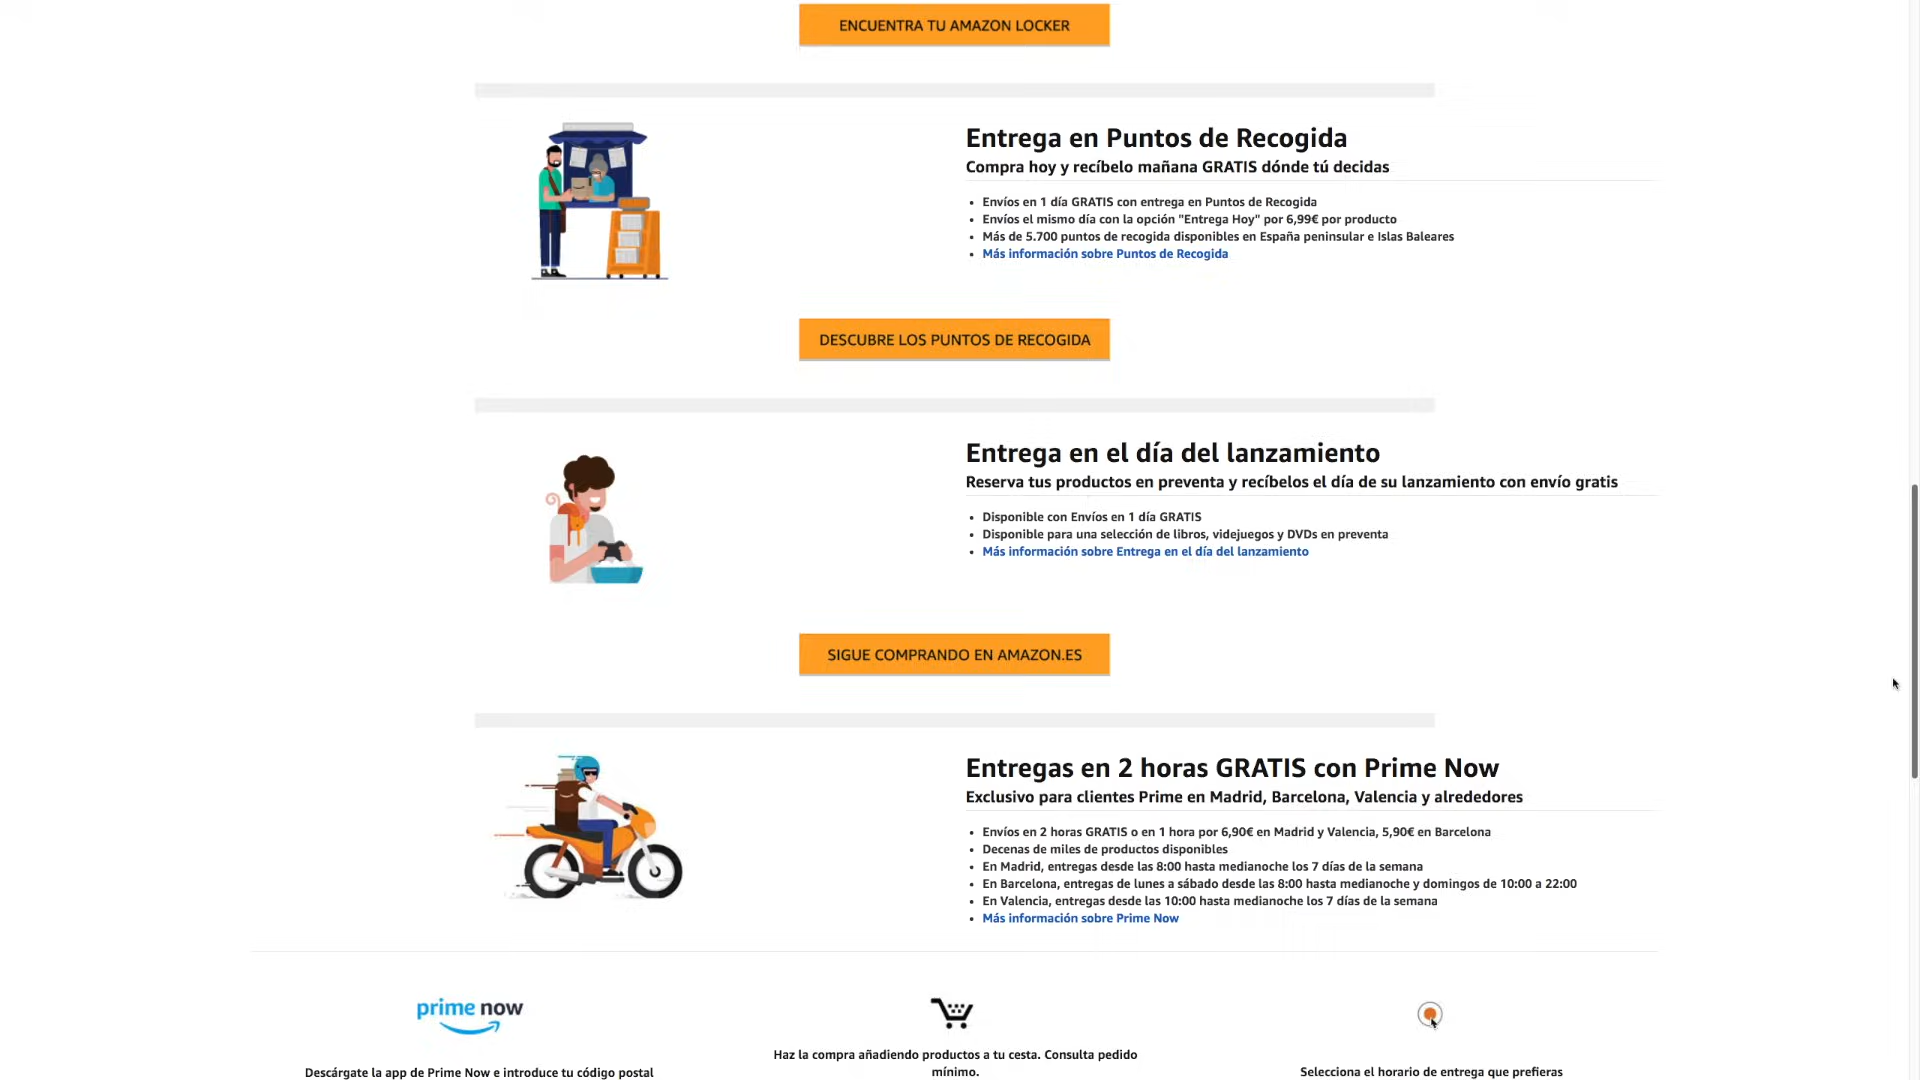 ENCUENTRA TU AMAZON LOCKER
Entrega en Puntos de Recogida
Compra hoy y recíbelo mañana GRATIS dónde tú decidas
Envíos en 1 día GRATIS con entrega en Puntos de Recogida
Envíos el mismo día con la opción "Entrega Hoy" por 6,99€ por producto
Más de 5.700 puntos de recogida disponibles en España peninsular e Islas Baleares
Más información sobre Puntos de Recogida
DESCUBRE LOS PUNTOS DE RECOGIDA
Entrega en el día del lanzamiento
Reserva tus productos en preventa y recíbelos el día de su lanzamiento con envío gratis
Disponible con Envíos en 1 día GRATIS
Disponible para una selección de libros, videjuegos y DVDs en preventa
Más información sobre Entrega en el día del lanzamiento
SIGUE COMPRANDO EN AMAZON.ES
Entregas en 2 horas GRATIS con Prime Now
Exclusivo para clientes Prime en Madrid, Barcelona, Valencia y alrededores
Envíos en 2 horas GRATIS o en 1 hora por 6,90€ en Madrid y Valencia, 5,90€ en Barcelona
Decenas de miles de productos disponibles
En Madrid, entregas desde las 8:00 hasta medianoche los 7 días de la semana
En Barcelona, entregas de lunes a sábado desde las 8:00 hasta medianoche y domingos de 10:00 a 22:00
En Valencia, entregas desde las 10:00 hasta medianoche los 7 días de la semana
Más información sobre Prime Now
prime now
Descárgate la app de Prime Now e introduce tu código postal
Haz la compra añadiendo productos a tu cesta. Consulta pedido
mínimo.
Selecciona el horario de entrega que prefieras